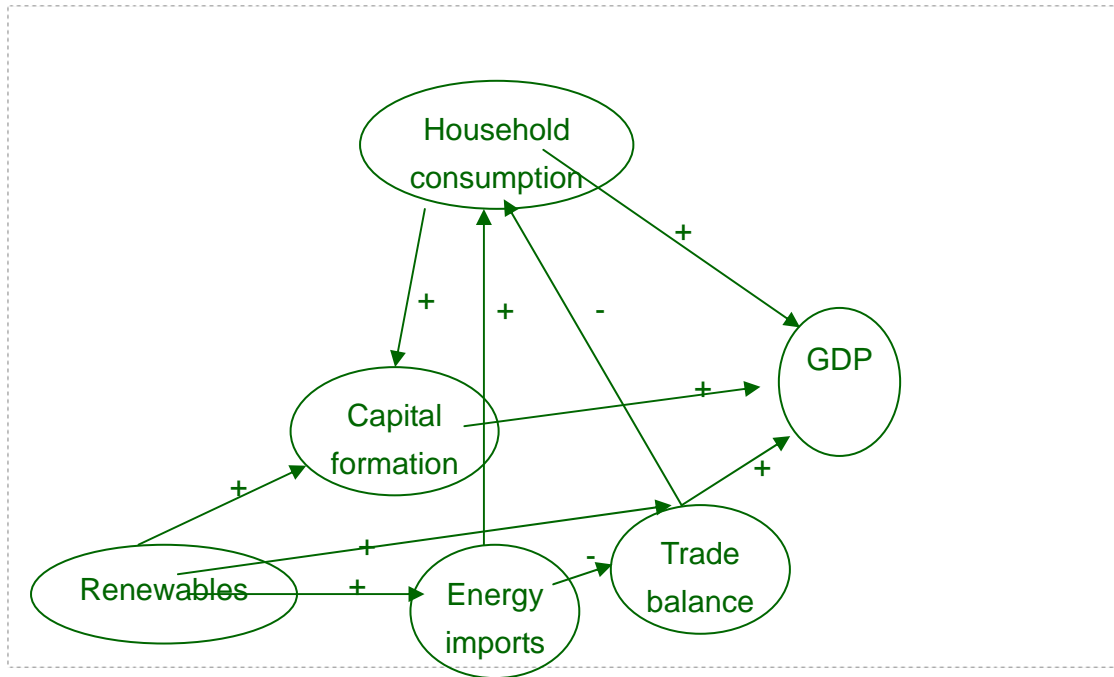 Household
consumption
+
+
+
-
GDP
+
Capital
formation
+
+
+
-
Trade
balance
Renewables
+
Energy
imports